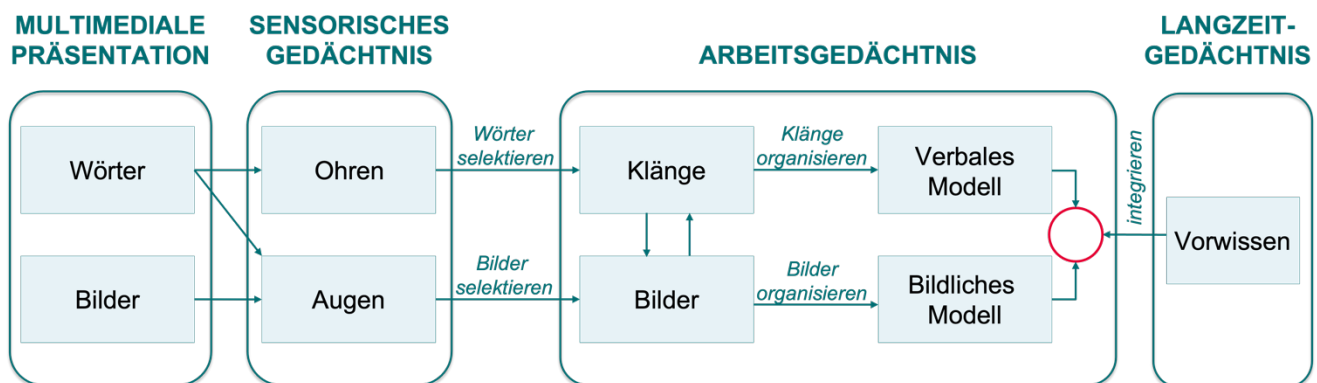 MULTIMEDIALE
PRÄSENTATION
SENSORISCHES
GEDÄCHTNIS
ARBEITSGEDÄCHTNIS
LANGZEIT-
GEDÄCHTNIS
Wörter
Bilder
Ohren
Augen
Wörter
selektieren
Bilder
selektieren
Klänge
Bilder
Klänge
organisieren
Bilder
organisieren
Verbales
Modell
Bildliches
Modell
integrieren
Vorwissen